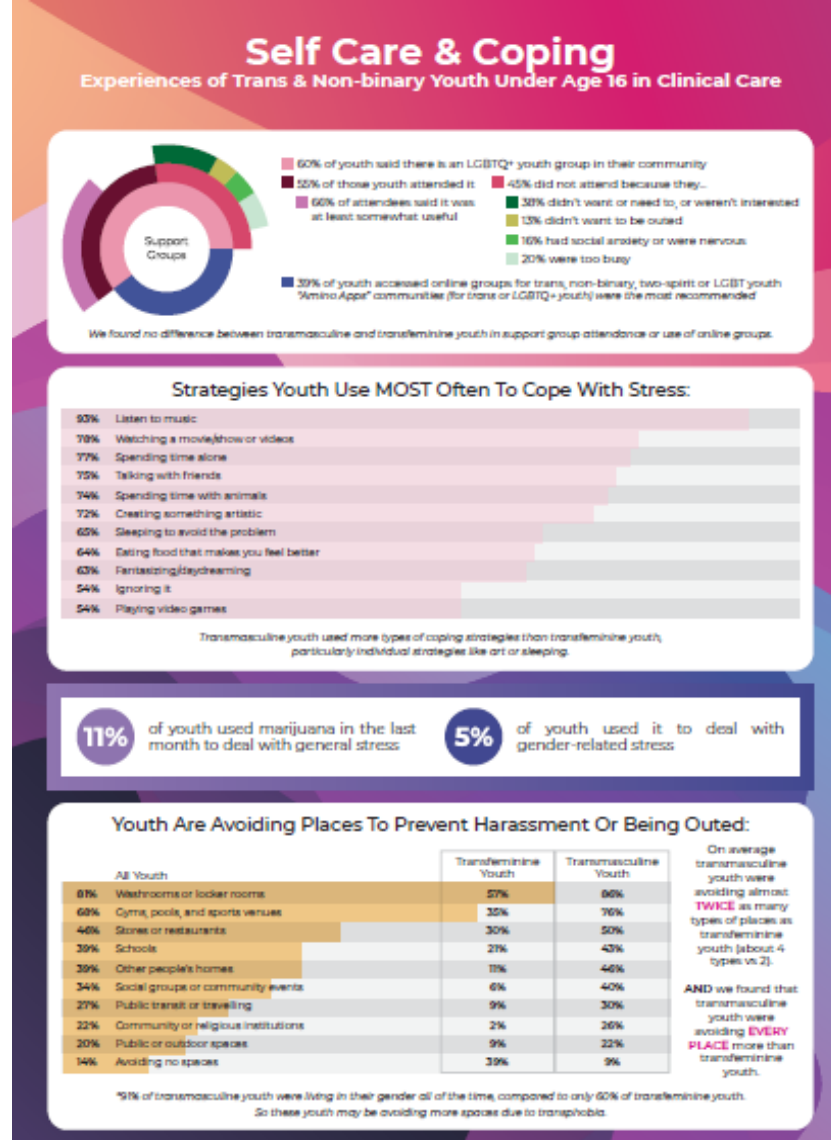 Self Care & Coping
Experiences of Trans & Non-binary Youth Under Age 16 in Clinical Care
Support
Groups
60% of youth said there is an LGBTQ+ youth group in their community
55% of those youth attended it
66% of attendees said it was
at least somewhat useful
45% did not attend because they...
38% didn't want or need to, or weren't interested
13% didn't want to be outed
16% had social anxiety or were nervous
20% were too busy
39% of youth accessed online groups for trans, non-binary, two-spirit or LGBT youth
"Amino Apps" communities (for trans or LGBTQ+ youth) were the most recommended
We found no difference between transmasculine and transfeminine youth in support group attendance or use of online groups.
Strategies Youth Use MOST Often To Cope With Stress:
93% Listen to music
78% Watching a movie/show or videos
77% Spending time alone
75% Talking with friends
74% Spending time with animals
72% Creating something artistic
65% Sleeping to avoid the problem
64% Eating food that makes you feel better
63% Fantasizing/daydreaming
54% Ignoring it
54% Playing video games
Transmasculine youth used more types of coping strategies than transfeminine youth,
particularly individual strategies like art or sleeping.
11% of youth used marijuana in the last
month to deal with general stress
5% of youth used it to deal with
gender-related stress
Youth Are Avoiding Places To Prevent Harassment Or Being Outed:
All Youth Transfeminine Youth Transmasculine Youth
81% Washrooms or locker rooms 57% 86%
68% Gyms, pools, and sports venues 35% 76%
46% Stores or restaurants 30% 50%
39% Schools 21% 43%
39% Other people's homes 11% 46%
34% Social groups or community events 6% 40%
27% Public transit or travelling 9% 30%
22% Community or religious institutions 2% 26%
20% Public or outdoor spaces 9% 22%
14% Avoiding no spaces 39% 9%
On average
transmasculine
youth were
avoiding almost
TWICE as many
types of places as
transfeminine
youth (about 4
types vs 2).
AND we found that
transmasculine
youth were
avoiding EVERY
PLACE more than
transfeminine
youth.
*91% of transmasculine youth were living in their gender all of the time, compared to only 60% of transfeminine youth.
So these youth may be avoiding more spaces due to transphobia.